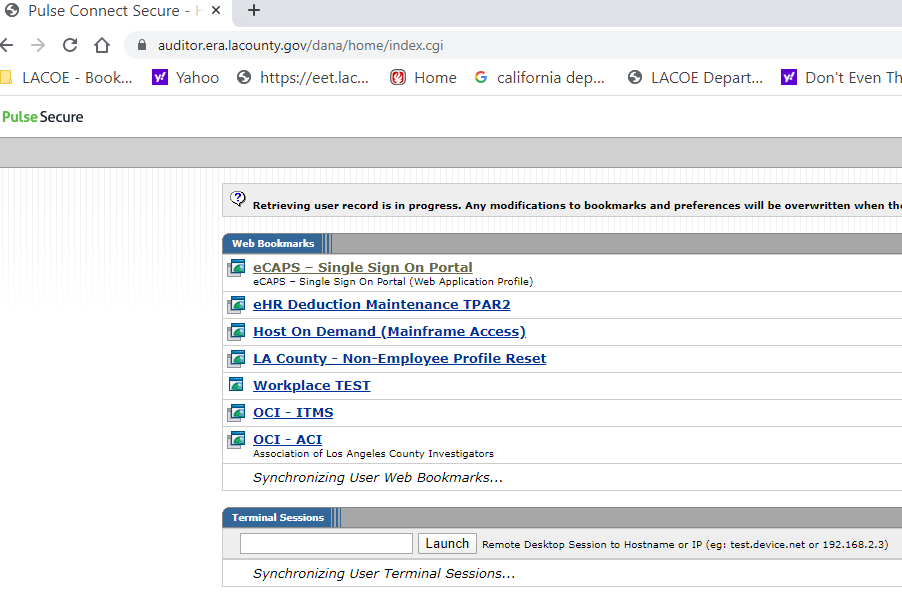 Pulse Connect Secure - H
auditor.era.lacounty.gov/dana/home/index.cgi
LACOE - Book... Yahoo https://eet.lac... Home california dep... LACOE Depart... Don't Even Th
Pulse Secure
Retrieving user record is in progress. Any modifications to bookmarks and preferences will be overwritten when the
Web Bookmarks
eCAPS – Single Sign On Portal
eCAPS – Single Sign On Portal (Web Application Profile)
eHR Deduction Maintenance TPAR2
Host On Demand (Mainframe Access)
LA County - Non-Employee Profile Reset
Workplace TEST
OCI - ITMS
OCI - ACI
Association of Los Angeles County Investigators
Synchronizing User Web Bookmarks...
Terminal Sessions
Launch Remote Desktop Session to Hostname or IP (eg: test.device.net or 192.168.2.3)
Synchronizing User Terminal Sessions...